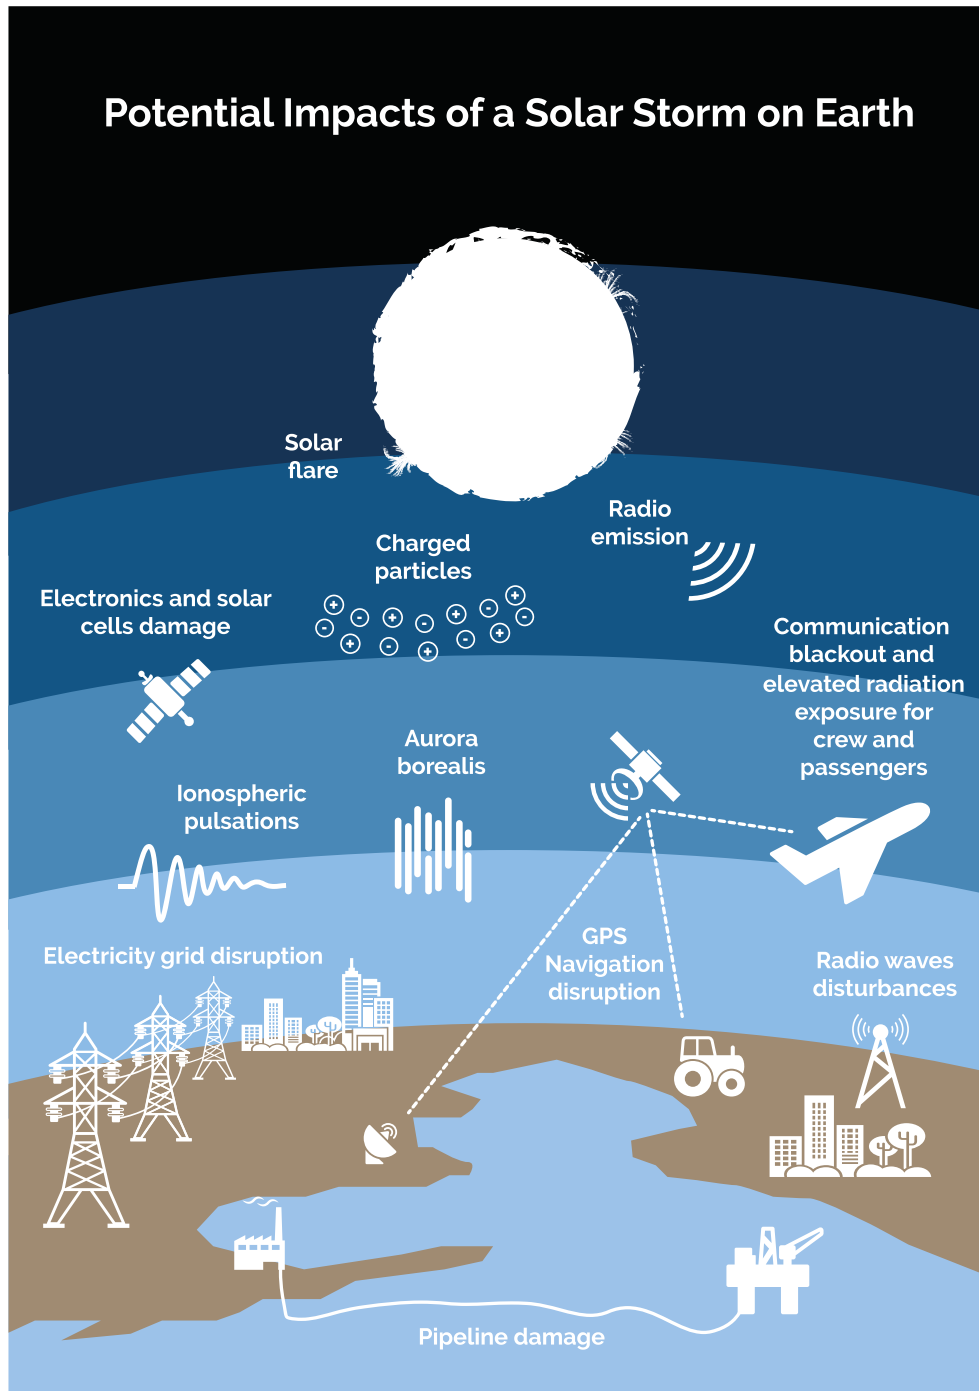 Potential Impacts of a Solar Storm on Earth
Solar
flare
Radio
emission
Charged
particles
Electronics and solar
cells damage
Communication
blackout and
elevated radiation
exposure for
crew and
passengers
Aurora
borealis
Ionospheric
pulsations
Electricity grid disruption
GPS
Navigation
disruption
Radio waves
disturbances
Pipeline damage